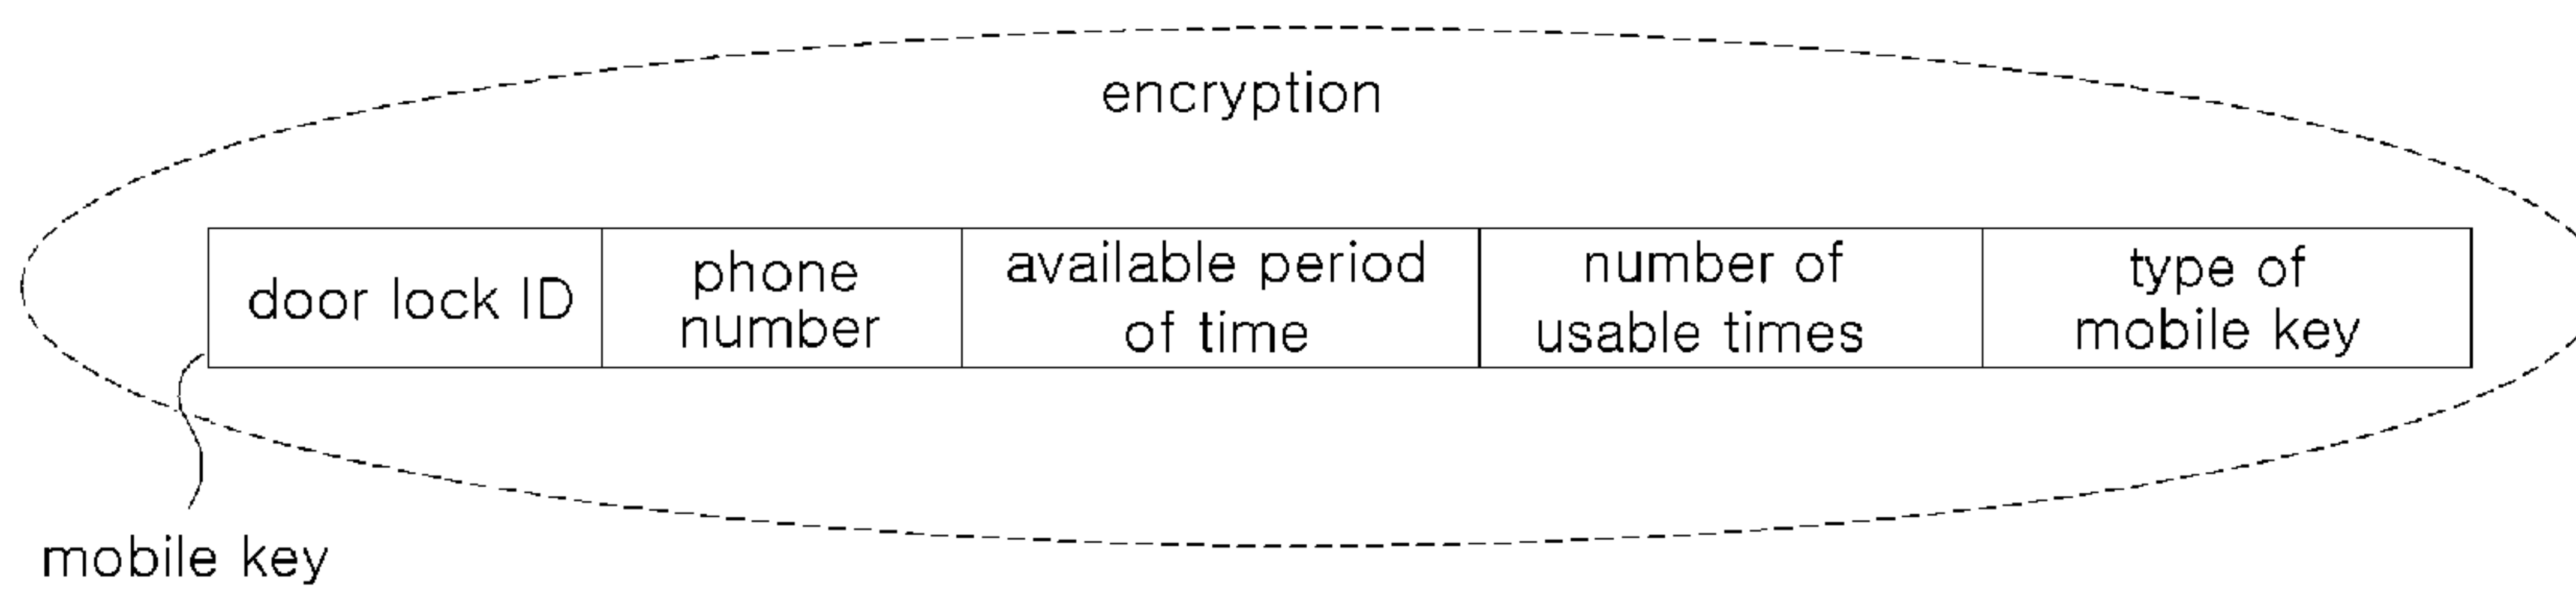 encryption
door lock ID
phone
number
available period
of time
number of
usable times
type of
mobile key
mobile key